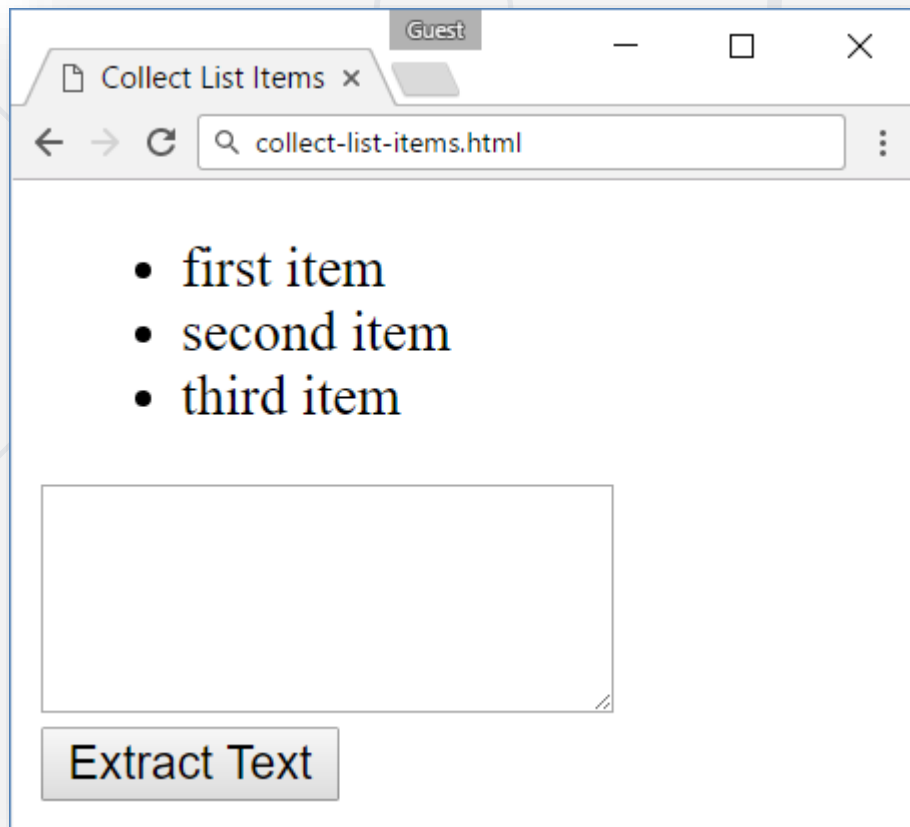 Guest
Collect List Items
collect-list-items.html
first item
second item
third item
Extract Text